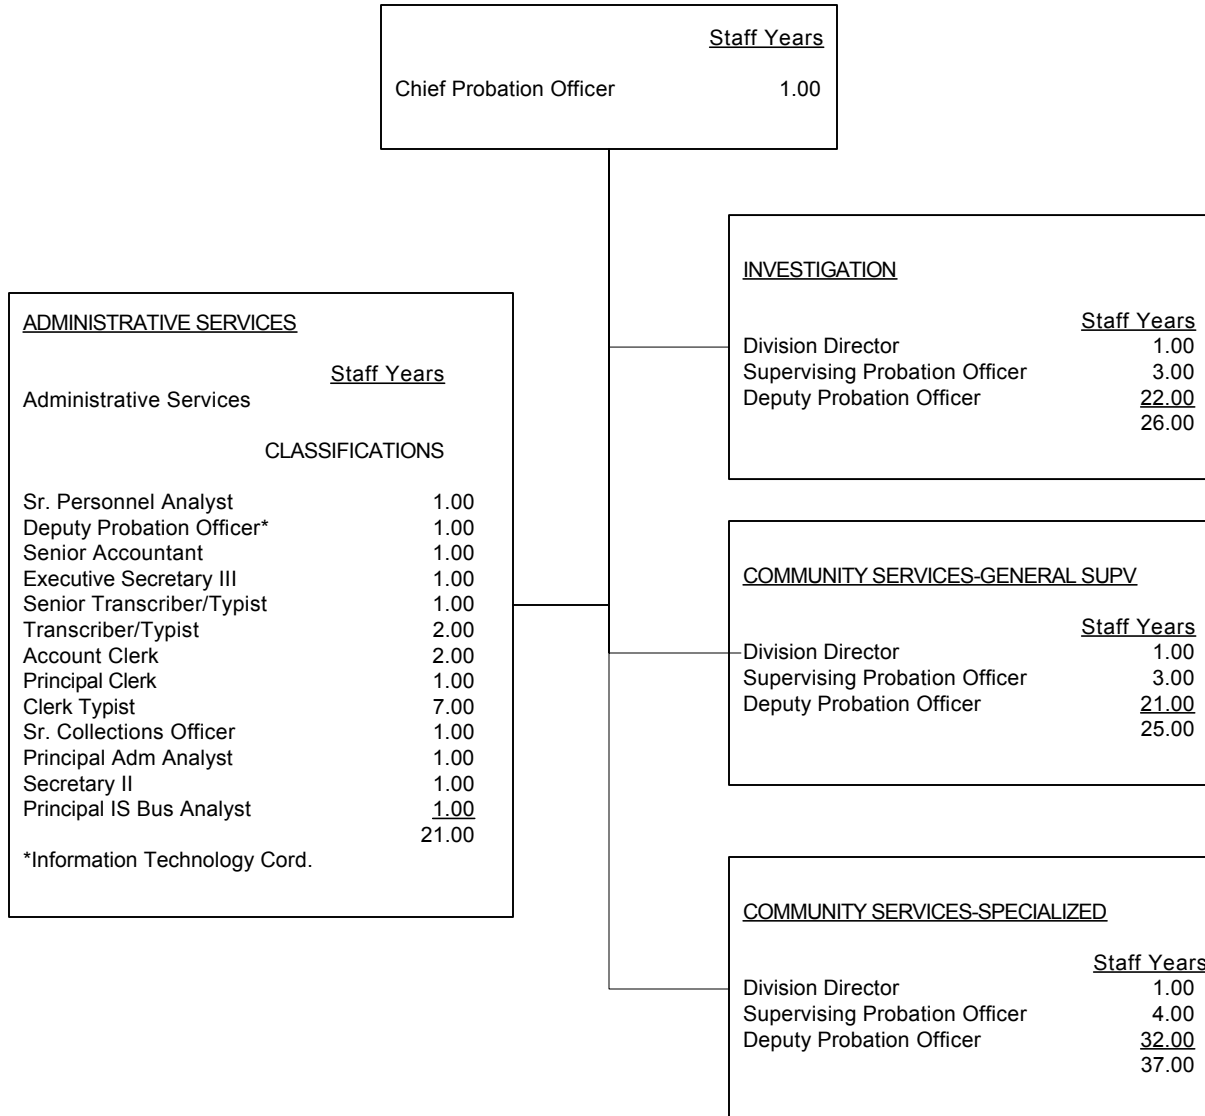 Staff Years
Chief Probation Officer 1.00
INVESTIGATION
Staff Years
Division Director 1.00
Supervising Probation Officer 3.00
Deputy Probation Officer 22.00
26.00
ADMINISTRATIVE SERVICES
Staff Years
Administrative Services
CLASSIFICATIONS
Sr. Personnel Analyst 1.00
Deputy Probation Officer* 1.00
Senior Accountant 1.00
Executive Secretary III 1.00
Senior Transcriber/Typist 1.00
Transcriber/Typist 2.00
Account Clerk 2.00
Principal Clerk 1.00
Clerk Typist 7.00
Sr. Collections Officer 1.00
Principal Adm Analyst 1.00
Secretary II 1.00
Principal IS Bus Analyst 1.00
21.00
*Information Technology Cord.
COMMUNITY SERVICES-GENERAL SUPV
Staff Years
Division Director 1.00
Supervising Probation Officer 3.00
Deputy Probation Officer 21.00
25.00
COMMUNITY SERVICES-SPECIALIZED
Staff Years
Division Director 1.00
Supervising Probation Officer 4.00
Deputy Probation Officer 32.00
37.00